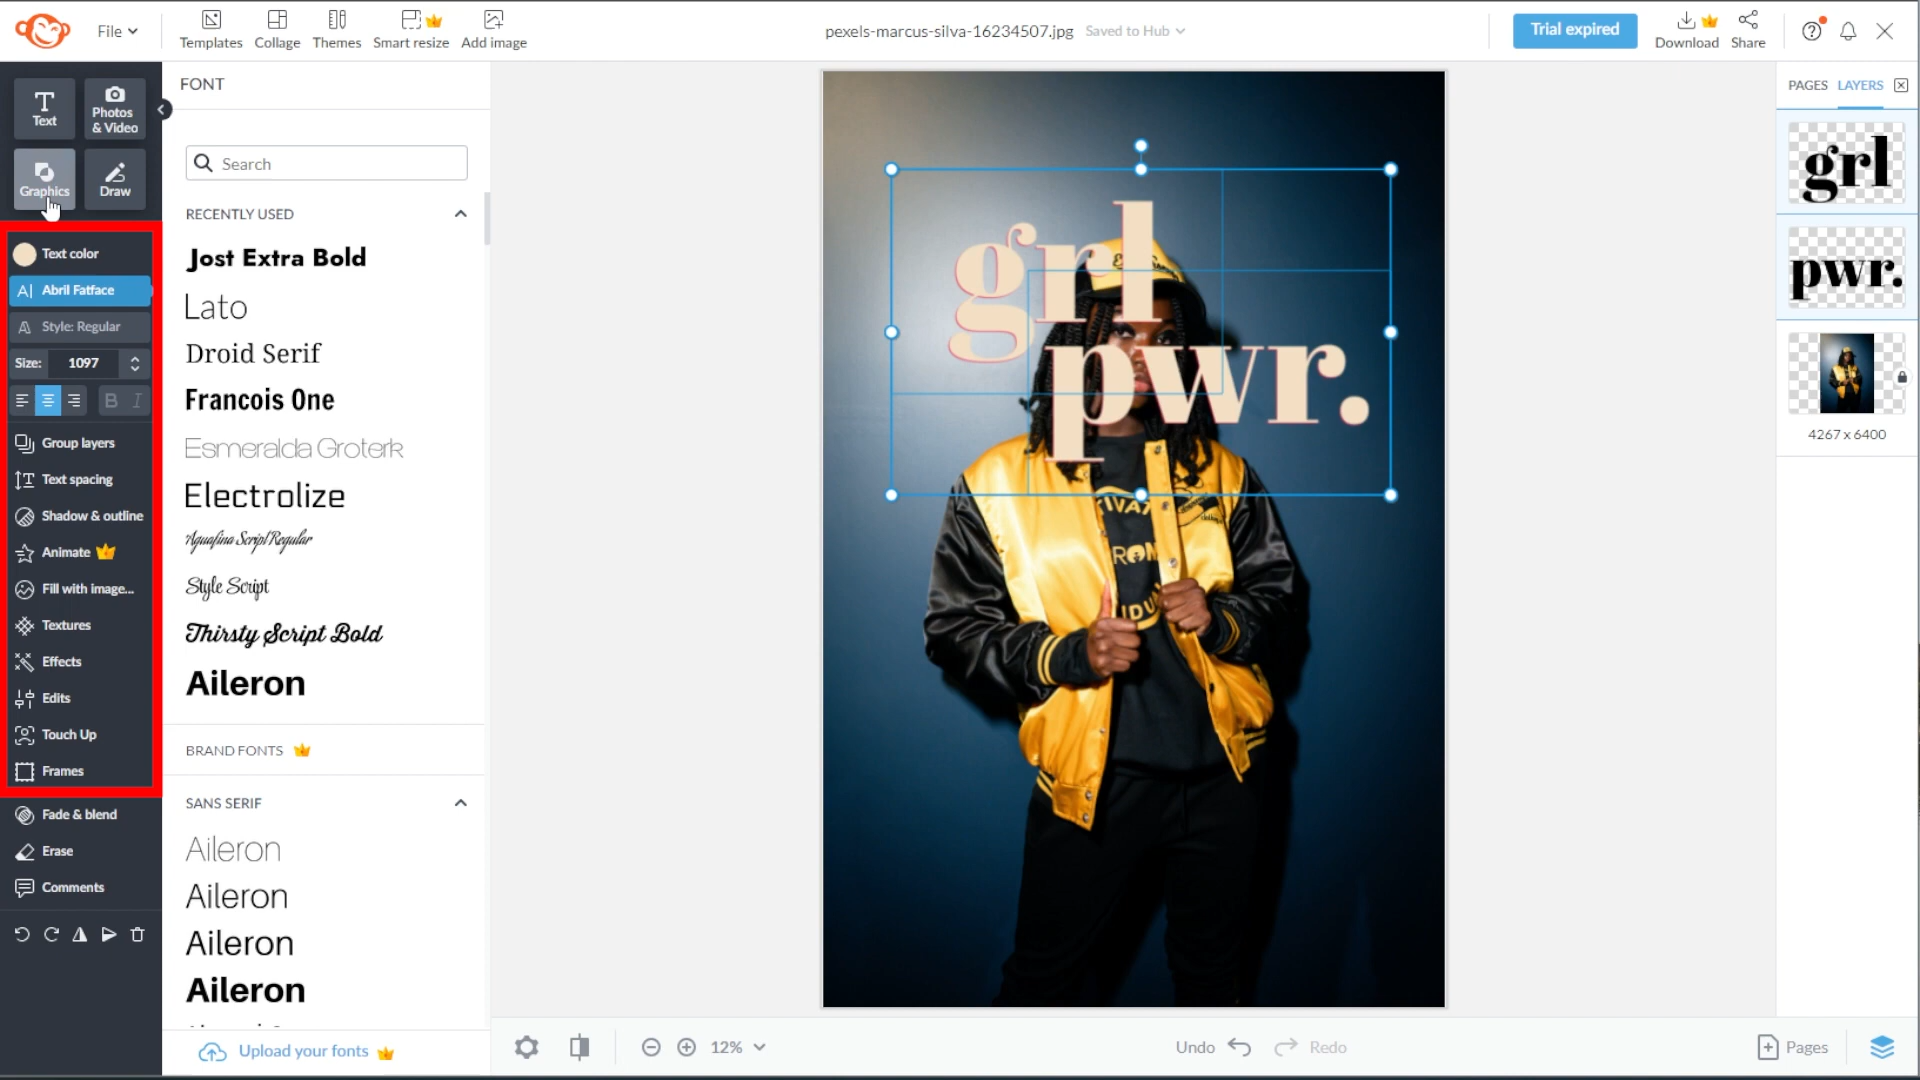 File
Templates
Collage
Themes
Smart resize
Add image
pexels-marcus-silva-16234507.jpg
Saved to Hub
Trial expired
Download
Share
Text
Photos
& Video
Graphics
Draw
Text color
A| Abril Fatface
Style: Regular
Size: 1097
B I
Group layers
Text spacing
Shadow & outline
Animate
Fill with image...
Textures
Effects
Edits
Touch Up
Frames
Fade & blend
Erase
Comments
FONT
Search
RECENTLY USED
Jost Extra Bold
Lato
Droid Serif
Francois One
Esmeralda Groterk
Electrolize
Aguafina Script Regular
Style Script
Thirsty Script Bold
Aileron
BRAND FONTS
SANS SERIF
Aileron
Aileron
Aileron
Aileron
Upload your fonts
grl
pwr.
12%
Undo
Redo
PAGES
LAYERS
grl
pwr.
4267 x 6400
Pages